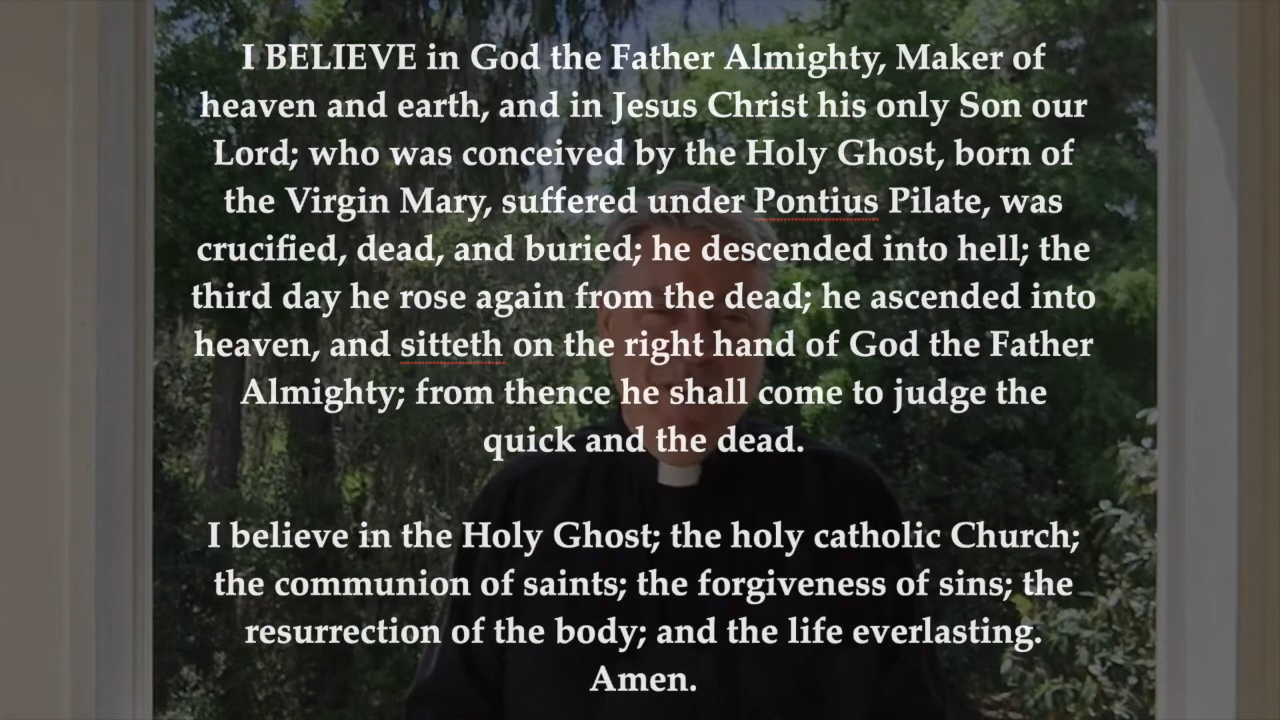 I BELIEVE in God the Father Almighty, Maker of
heaven and earth, and in Jesus Christ his only Son our
Lord; who was conceived by the Holy Ghost, born of
the Virgin Mary, suffered under Pontius Pilate, was
crucified, dead, and buried; he descended into hell; the
third day he rose again from the dead; he ascended into
heaven, and sitteth on the right hand of God the Father
Almighty; from thence he shall come to judge the
quick and the dead.
I believe in the Holy Ghost; the holy catholic Church;
the communion of saints; the forgiveness of sins; the
resurrection of the body; and the life everlasting.
Amen.